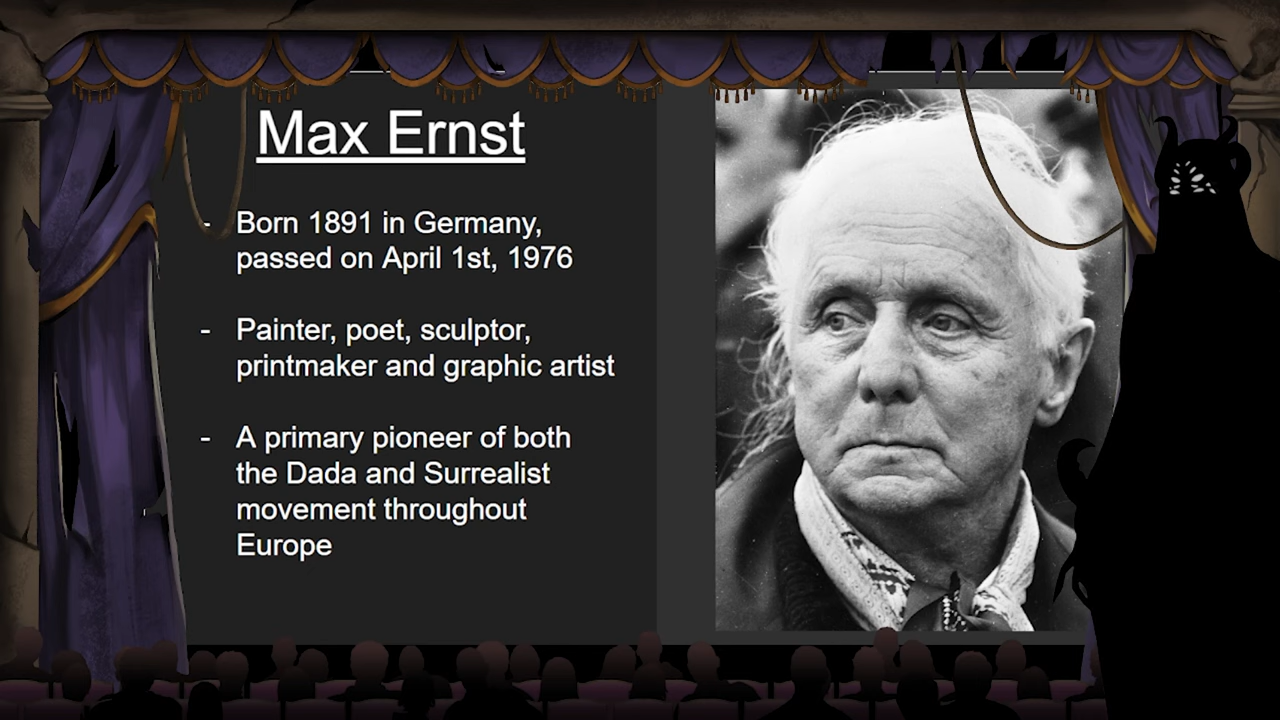 Max Ernst
- Born 1891 in Germany,
passed on April 1st, 1976
- Painter, poet, sculptor,
printmaker and graphic artist
- A primary pioneer of both
the Dada and Surrealist
movement throughout
Europe